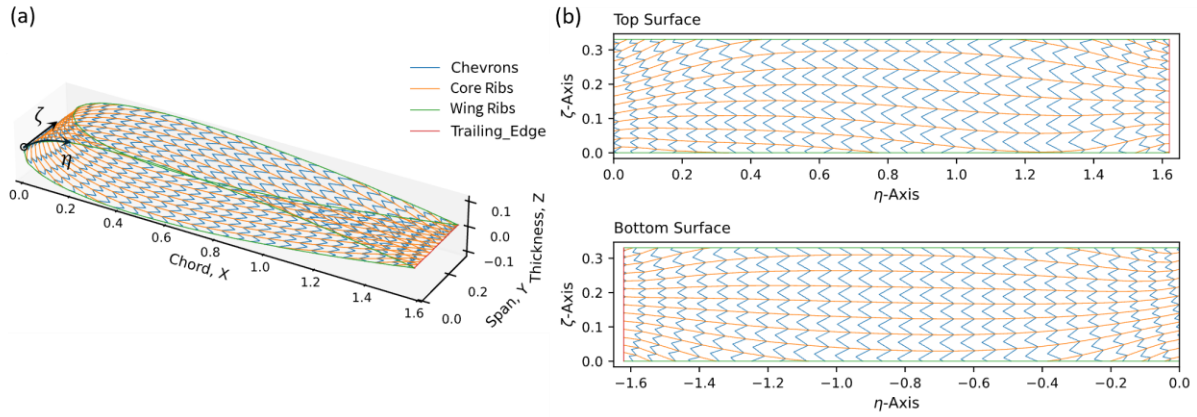 (a)
Chevrons
Core Ribs
Wing Ribs
Trailing_Edge
ζ
η
0.0
0.2
0.4
0.6
0.8
1.0
1.2
1.4
1.6
Chord, X
0.0
0.2
Span, Y
0.1
0.0
−0.1
Thickness, Z
(b)
Top Surface
0.3
0.2
0.1
0.0
ζ-Axis
0.0 0.2 0.4 0.6 0.8 1.0 1.2 1.4 1.6
η-Axis
Bottom Surface
0.3
0.2
0.1
0.0
ζ-Axis
−1.6 −1.4 −1.2 −1.0 −0.8 −0.6 −0.4 −0.2 0.0
η-Axis